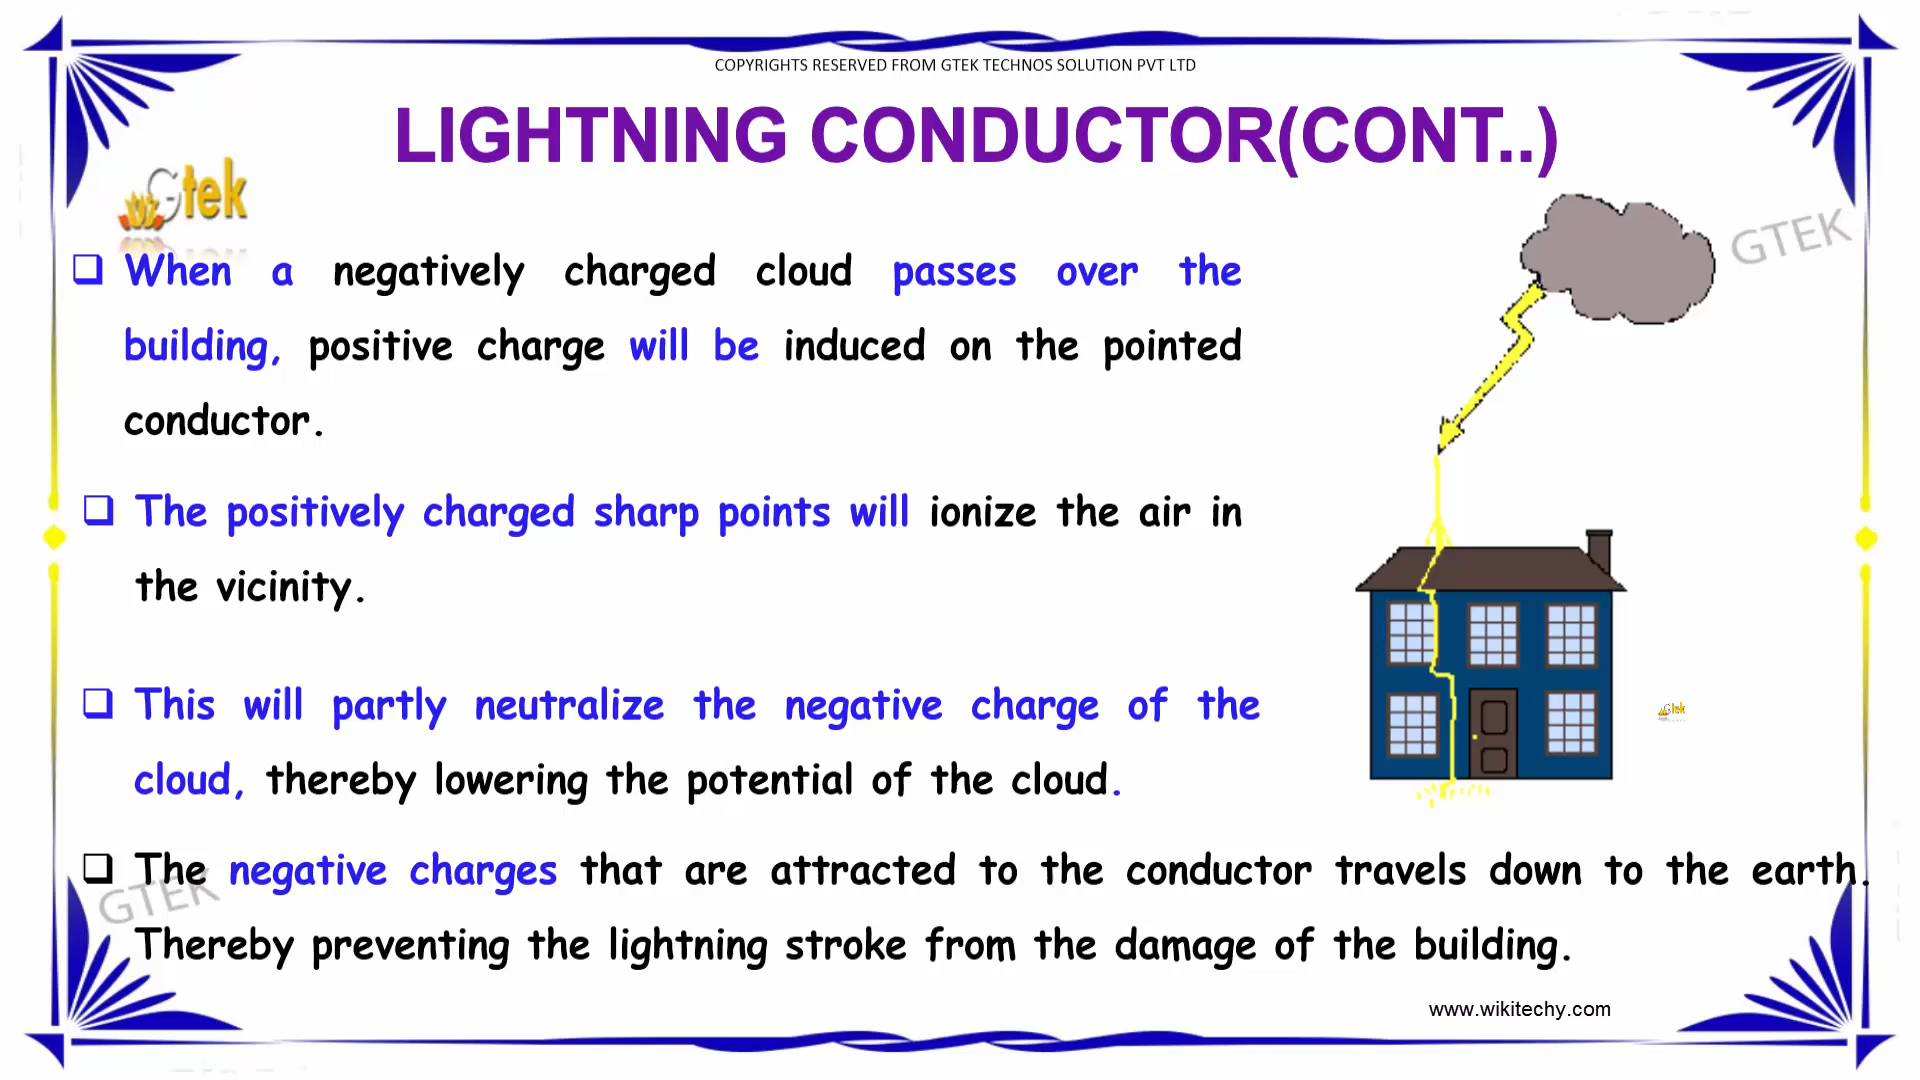 COPYRIGHTS RESERVED FROM GTEK TECHNOS SOLUTION PVT LTD
LIGHTNING CONDUCTOR(CONT..)
Gtek
GTEK
❑ When a negatively charged cloud passes over the
building, positive charge will be induced on the pointed
conductor.
❑ The positively charged sharp points will ionize the air in
the vicinity.
❑ This will partly neutralize the negative charge of the
cloud, thereby lowering the potential of the cloud.
Gtek
❑ The negative charges that are attracted to the conductor travels down to the earth.
GTEK
Thereby preventing the lightning stroke from the damage of the building.
www.wikitechy.com